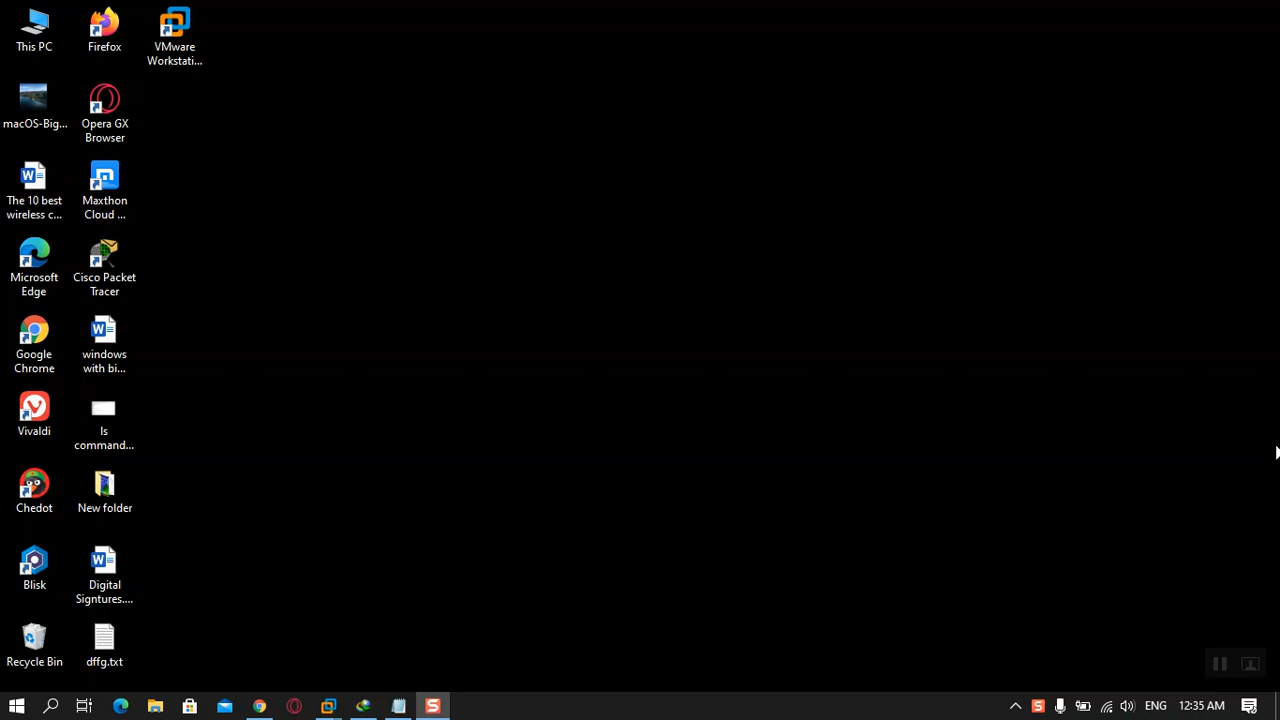 This PC
Firefox
VMware
Workstati...
macOS-Big...
Opera GX
Browser
The 10 best
wireless c...
Maxthon
Cloud ...
Microsoft
Edge
Cisco Packet
Tracer
Google
Chrome
windows
with bi...
Vivaldi
ls
command...
Chedot
New folder
Blisk
Digital
Signtures....
Recycle Bin
dffg.txt
ENG
12:35 AM